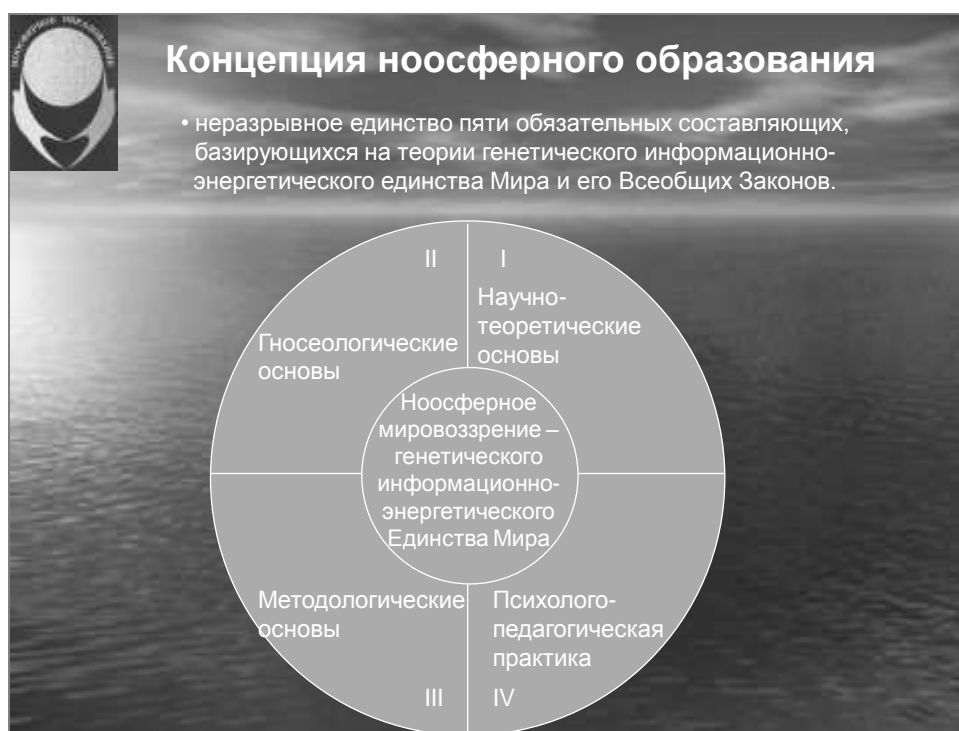 НООСФЕРНОЕ ОБРАЗОВАНИЕ
Концепция ноосферного образования
• неразрывное единство пяти обязательных составляющих,
базирующихся на теории генетического информационно-
энергетического единства Мира и его Всеобщих Законов.
II
I
Гносеологические
основы
Научно-
теоретические
основы
Ноосферное
мировоззрение –
генетического
информационно-
энергетического
Единства Мира
Методологические
основы
III
Психолого-
педагогическая
практика
IV